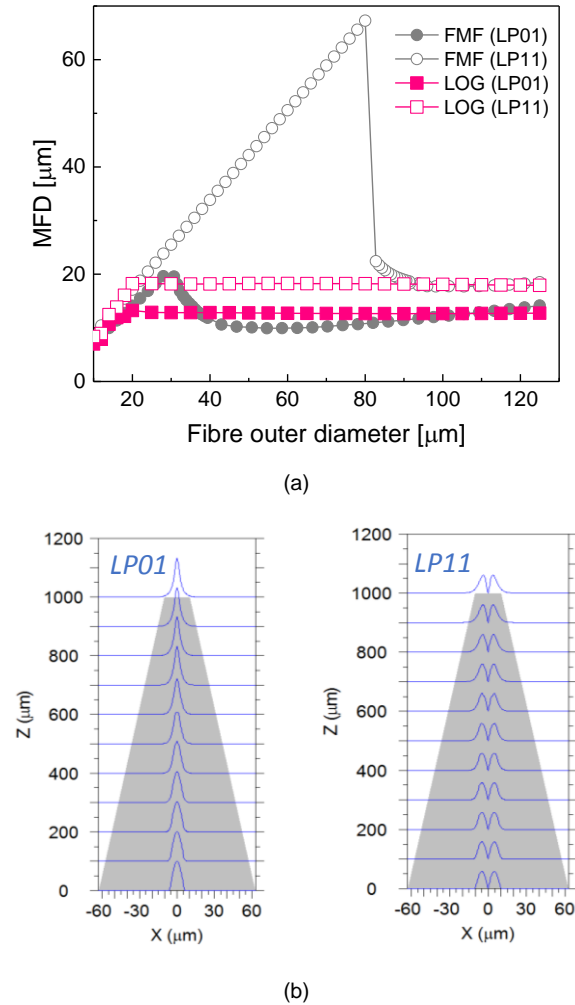 60
40
20
0
MFD [μm]
FMF (LP01)
FMF (LP11)
LOG (LP01)
LOG (LP11)
20 40 60 80 100 120
Fibre outer diameter [μm]
(a)
1200
1000
800
600
400
200
0
Z (μm)
LP01
-60 -30 0 30 60
X (μm)
1200
1000
800
600
400
200
0
Z (μm)
LP11
-60 -30 0 30 60
X (μm)
(b)